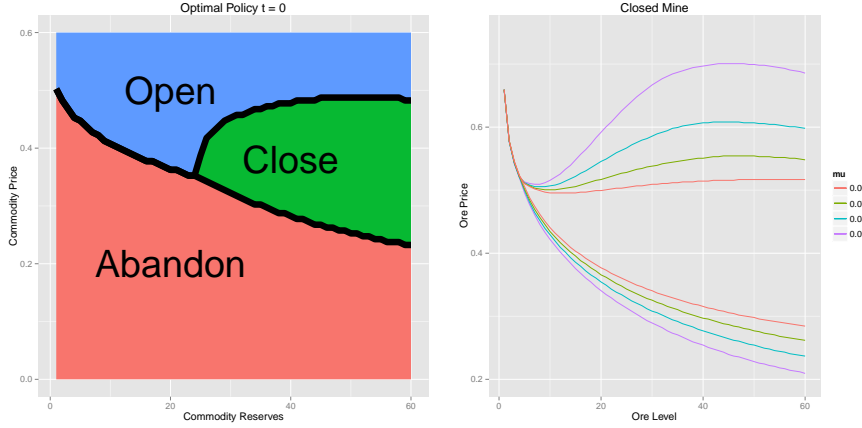 Optimal Policy t = 0
0.6
0.4
0.2
0.0
Commodity Price
Open
Close
Abandon
0
20
40
60
Commodity Reserves
Closed Mine
0.6
0.4
0.2
Ore Price
0
20
40
60
Ore Level
mu
0.0
0.0
0.0
0.0